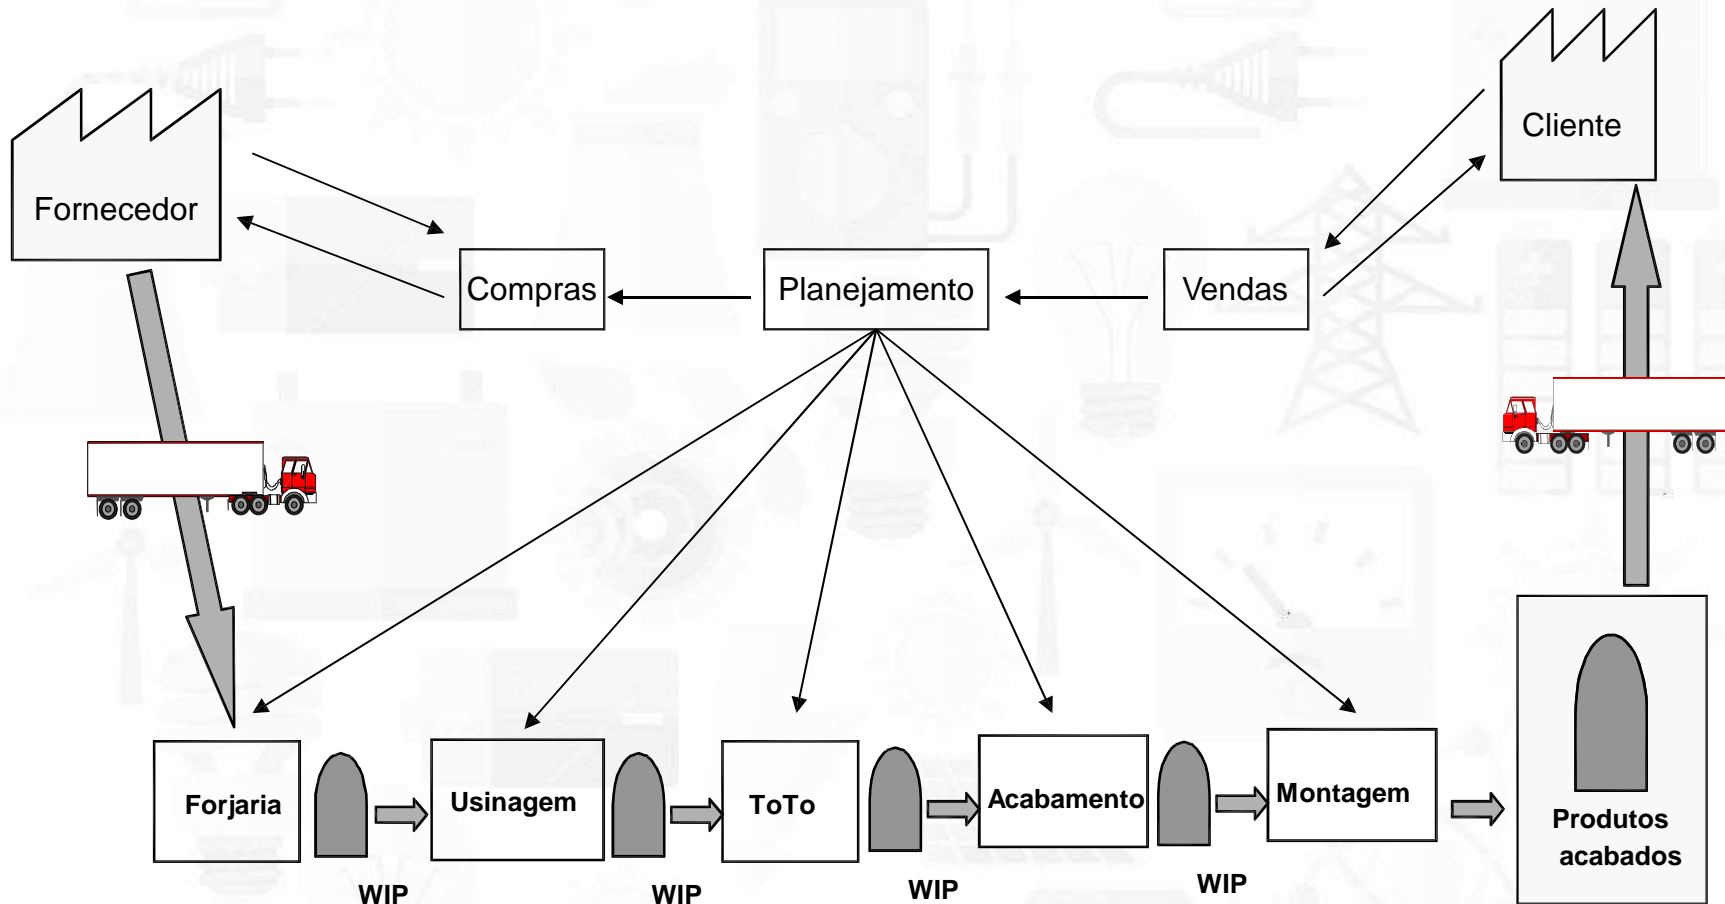 Cliente
Fornecedor
Compras
Planejamento
Vendas
Forjaria
Usinagem
ToTo
Acabamento
Montagem
Produtos
acabados
WIP
WIP
WIP
WIP